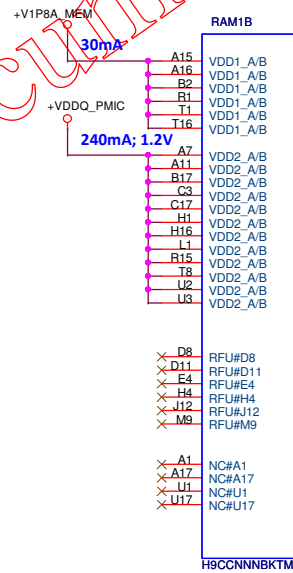 +V1P8A_MEM
RAM1B
30mA
A15 VDD1_A/B
A16 VDD1_A/B
B2 VDD1_A/B
R1 VDD1_A/B
T1 VDD1_A/B
T16 VDD1_A/B
+VDDQ_PMIC
240mA; 1.2V
A7 VDD2_A/B
A11 VDD2_A/B
B17 VDD2_A/B
C3 VDD2_A/B
C17 VDD2_A/B
H1 VDD2_A/B
H16 VDD2_A/B
L1 VDD2_A/B
R15 VDD2_A/B
T8 VDD2_A/B
U2 VDD2_A/B
U3 VDD2_A/B
D8 RFU#D8
D11 RFU#D11
E4 RFU#E4
H4 RFU#H4
J12 RFU#J12
M9 RFU#M9
A1 NC#A1
A17 NC#A17
U1 NC#U1
U17 NC#U17
H9CCNNNBKTM